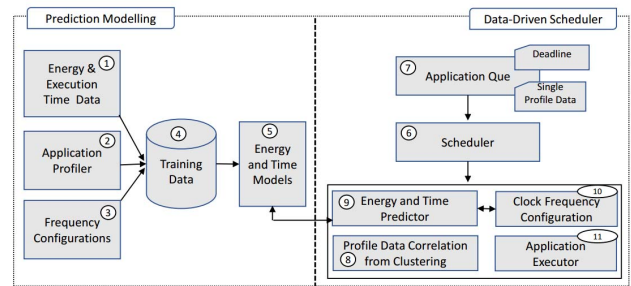 Prediction Modelling
Data-Driven Scheduler
1
Energy &
Execution
Time Data
2
Application
Profiler
3
Frequency
Configurations
4
Training
Data
5
Energy
and Time
Models
7
Application Que
Deadline
Single
Profile Data
6
Scheduler
9
Energy and Time
Predictor
10
Clock Frequency
Configuration
Profile Data Correlation
8
from Clustering
11
Application
Executor